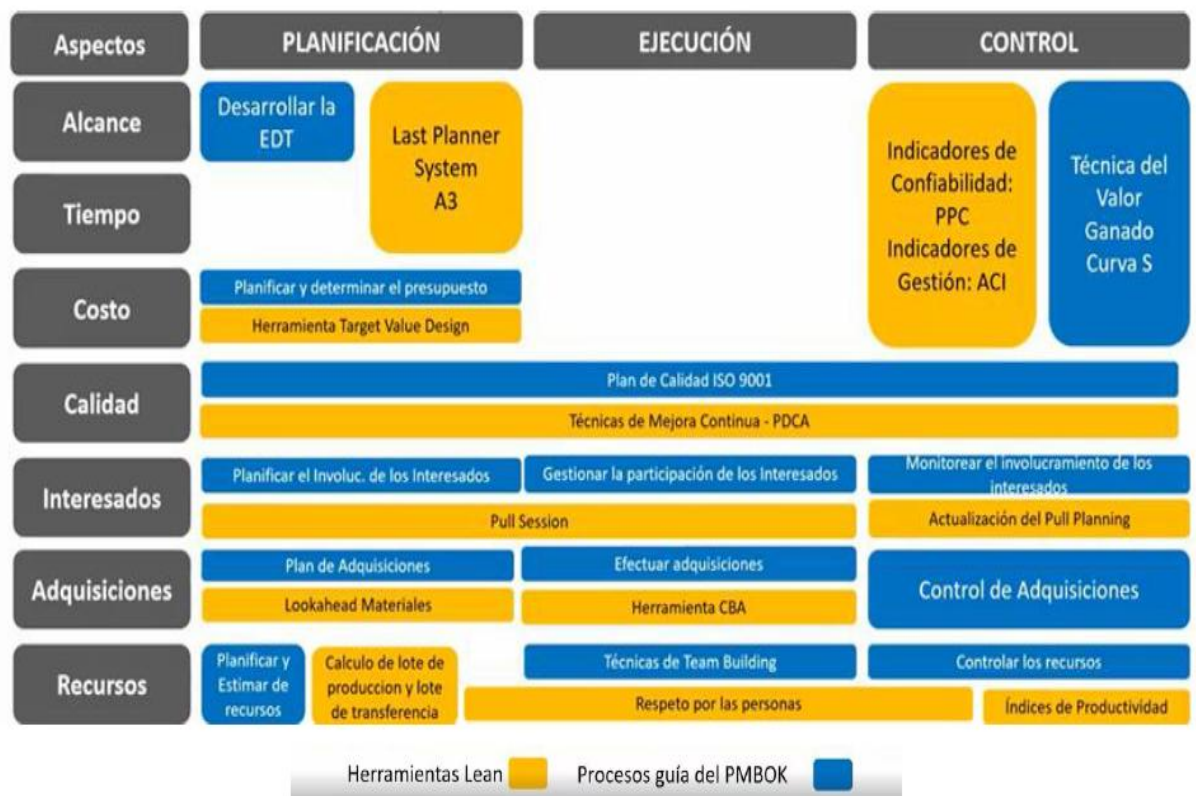 Aspectos
PLANIFICACIÓN
EJECUCIÓN
CONTROL
Alcance
Desarrollar la
EDT
Last Planner
System
A3
Indicadores de
Confiabilidad:
PPC
Indicadores de
Gestión: ACI
Técnica del
Valor
Ganado
Curva S
Tiempo
Costo
Planificar y determinar el presupuesto
Herramienta Target Value Design
Calidad
Plan de Calidad ISO 9001
Técnicas de Mejora Continua - PDCA
Interesados
Planificar el Involuc. de los Interesados
Gestionar la participación de los Interesados
Monitorear el involucramiento de los
interesados
Pull Session
Actualización del Pull Planning
Adquisiciones
Plan de Adquisiciones
Efectuar adquisiciones
Control de Adquisiciones
Lookahead Materiales
Herramienta CBA
Recursos
Planificar y
Estimar de
recursos
Calculo de lote de
produccion y lote
de transferencia
Técnicas de Team Building
Controlar los recursos
Respeto por las personas
Índices de Productividad
Herramientas Lean
Procesos guía del PMBOK